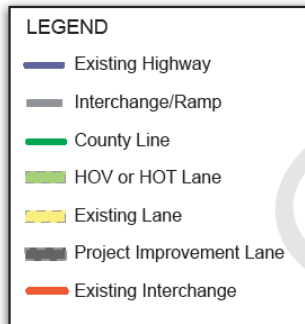 LEGEND
Existing Highway
Interchange/Ramp
County Line
HOV or HOT Lane
Existing Lane
Project Improvement Lane
Existing Interchange